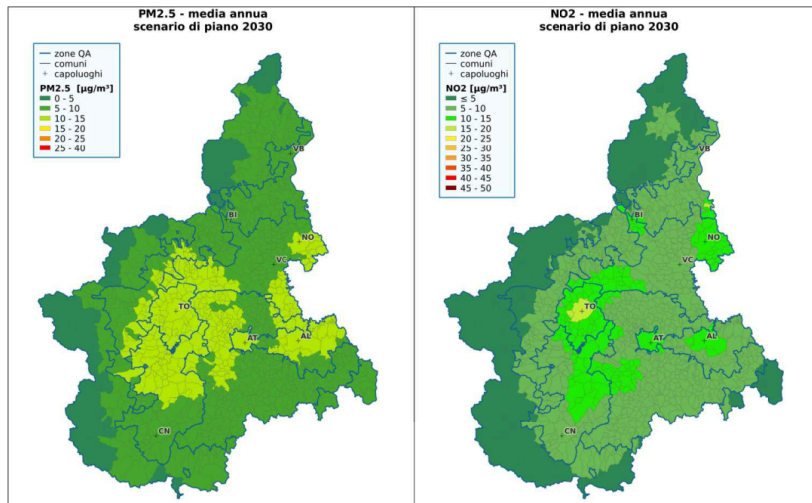 PM2.5 - media annua
scenario di piano 2030
zone QA
comuni
capoluoghi
PM2.5 [µg/m³]
0 - 5
5 - 10
10 - 15
15 - 20
20 - 25
25 - 40
VB
BI
NO
VC
TO
AT
AL
CN
NO2 - media annua
scenario di piano 2030
zone QA
comuni
capoluoghi
NO2 [µg/m³]
≤ 5
5 - 10
10 - 15
15 - 20
20 - 25
25 - 30
30 - 35
35 - 40
40 - 45
45 - 50
VB
BI
NO
VC
TO
AT
AL
CN